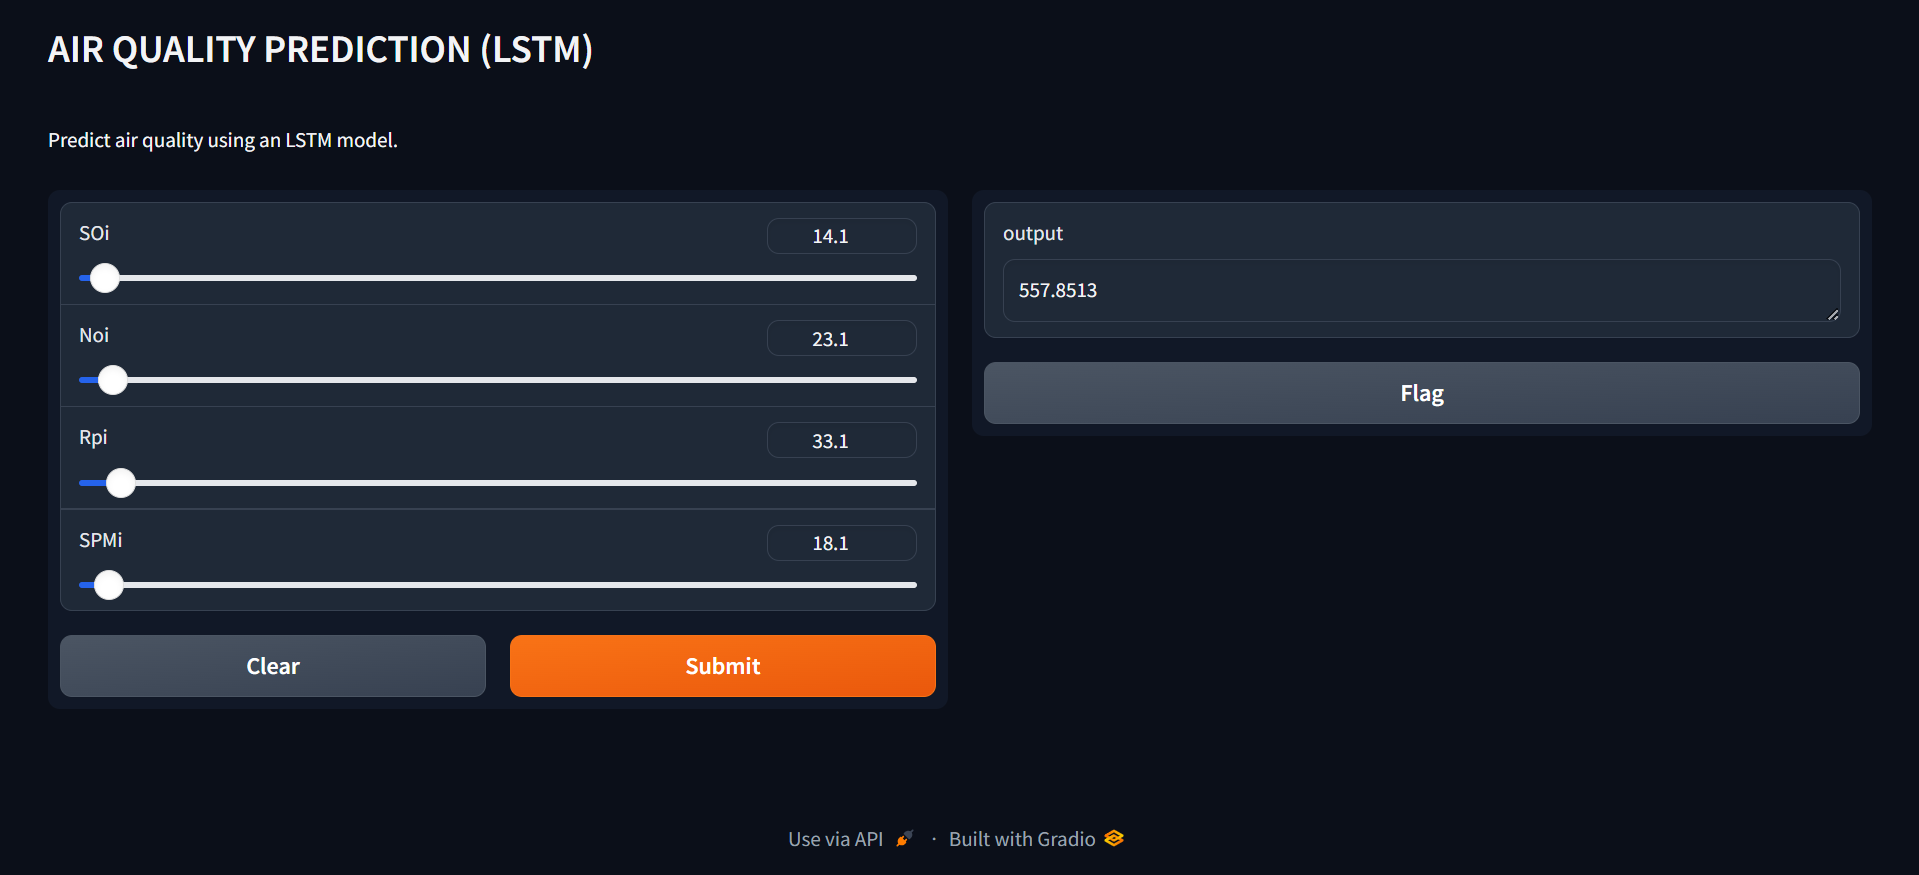 AIR QUALITY PREDICTION (LSTM)
Predict air quality using an LSTM model.
SOi
14.1
Noi
23.1
Rpi
33.1
SPMi
18.1
Clear
Submit
output
557.8513
Flag
Use via API · Built with Gradio